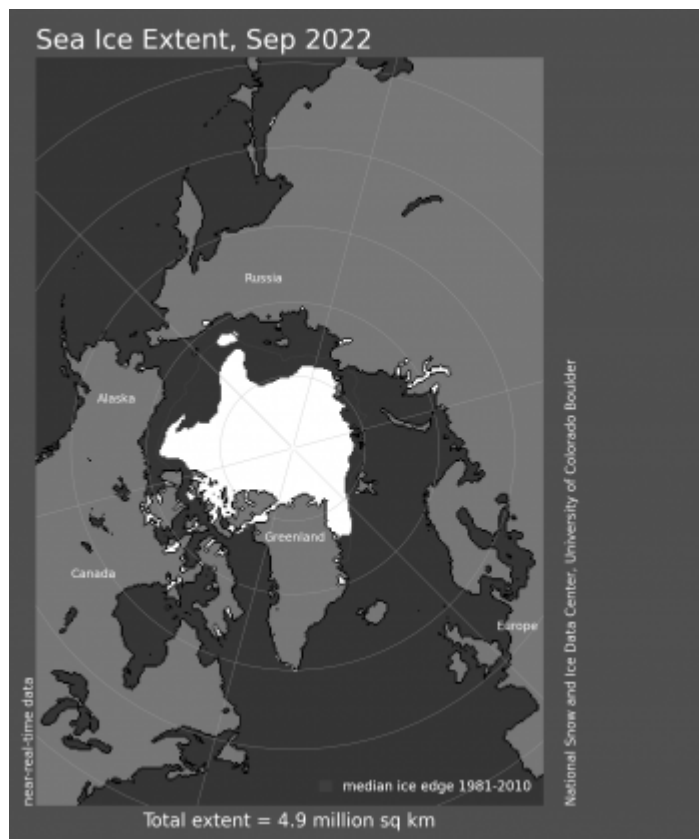 Sea Ice Extent, Sep 2022
Russia
Alaska
Greenland
Canada
Europe
near-real-time data
median ice edge 1981-2010
National Snow and Ice Data Center, University of Colorado Boulder
Total extent = 4.9 million sq km